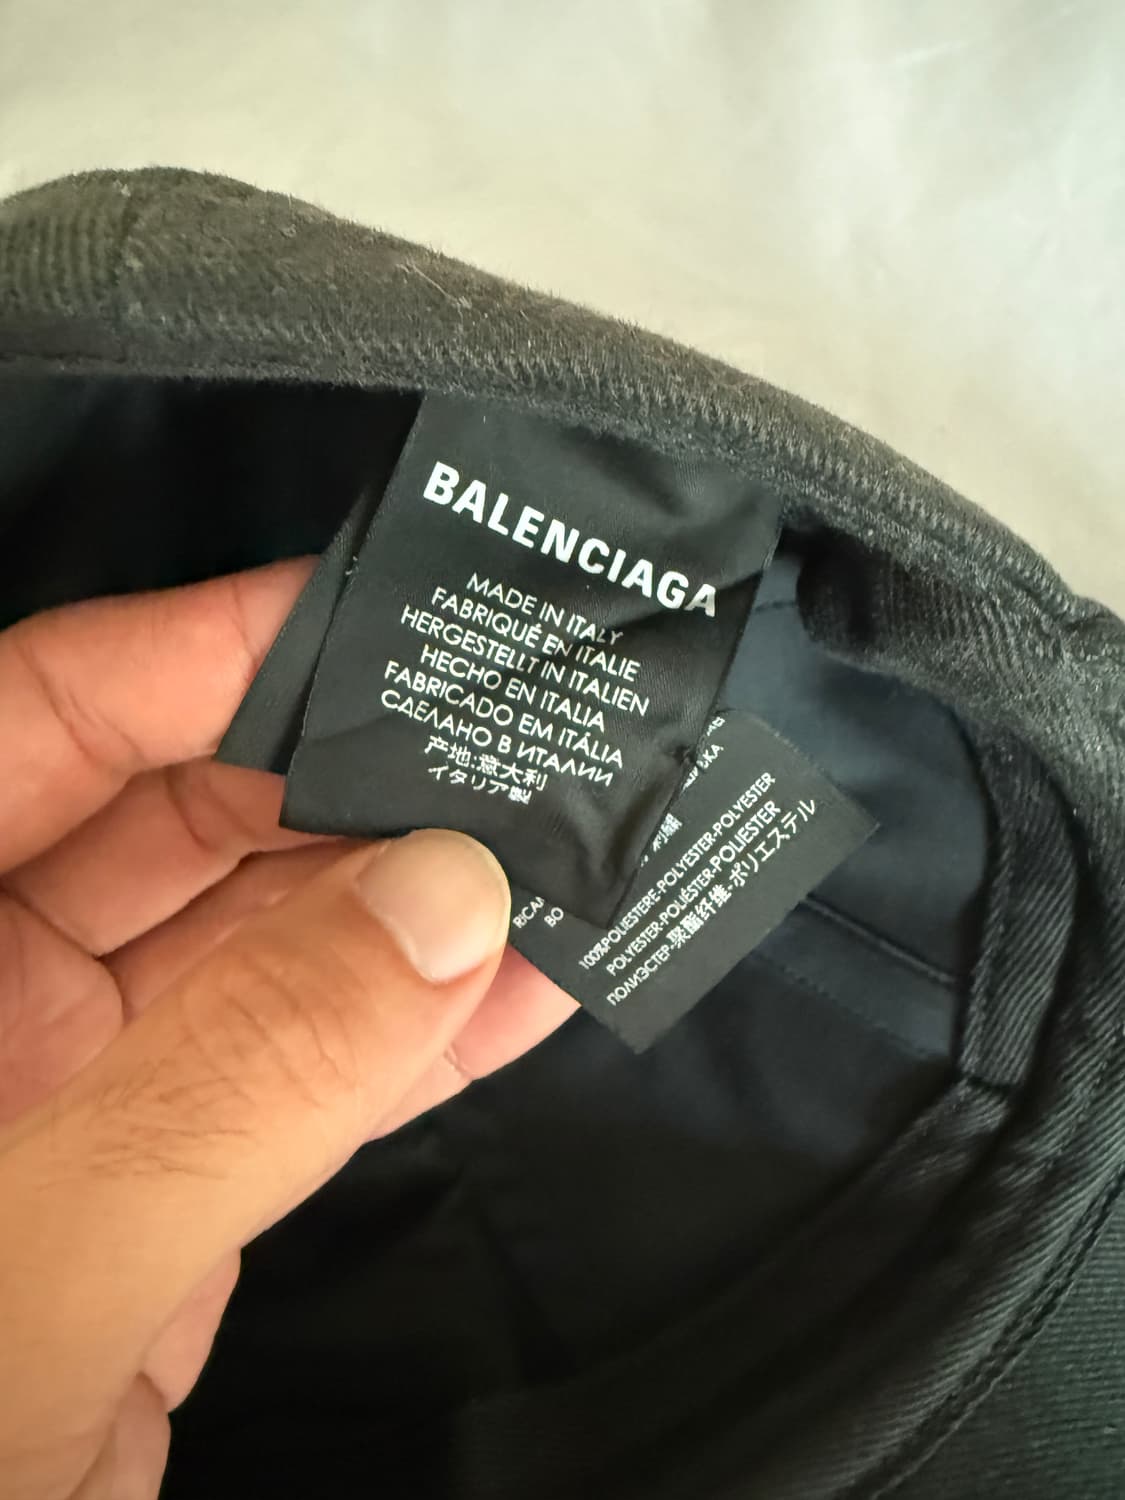 BALENCIAGA
MADE IN ITALY
FABRIQUÉ EN ITALIE
HERGESTELLT IN ITALIEN
HECHO EN ITALIA
FABRICADO EM ITÁLIA
СДЕЛАНО В ИТАЛИИ
产地:意大利
イタリア製
100%POLIESTERE-POLYESTER-POLYESTER
POLYESTER-POLIÉSTER-POLIÉSTER
ПОЛИЭСТЕР-聚酯纤维-ポリエステル